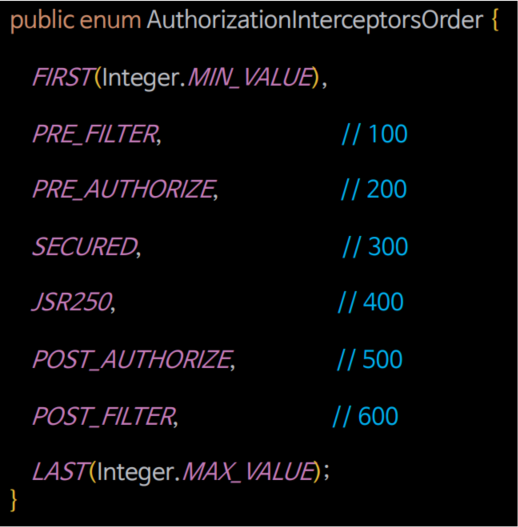 public enum AuthorizationInterceptorsOrder {
FIRST(Integer.MIN_VALUE),
PRE_FILTER, // 100
PRE_AUTHORIZE, // 200
SECURED, // 300
JSR250, // 400
POST_AUTHORIZE, // 500
POST_FILTER, // 600
LAST(Integer.MAX_VALUE);
}